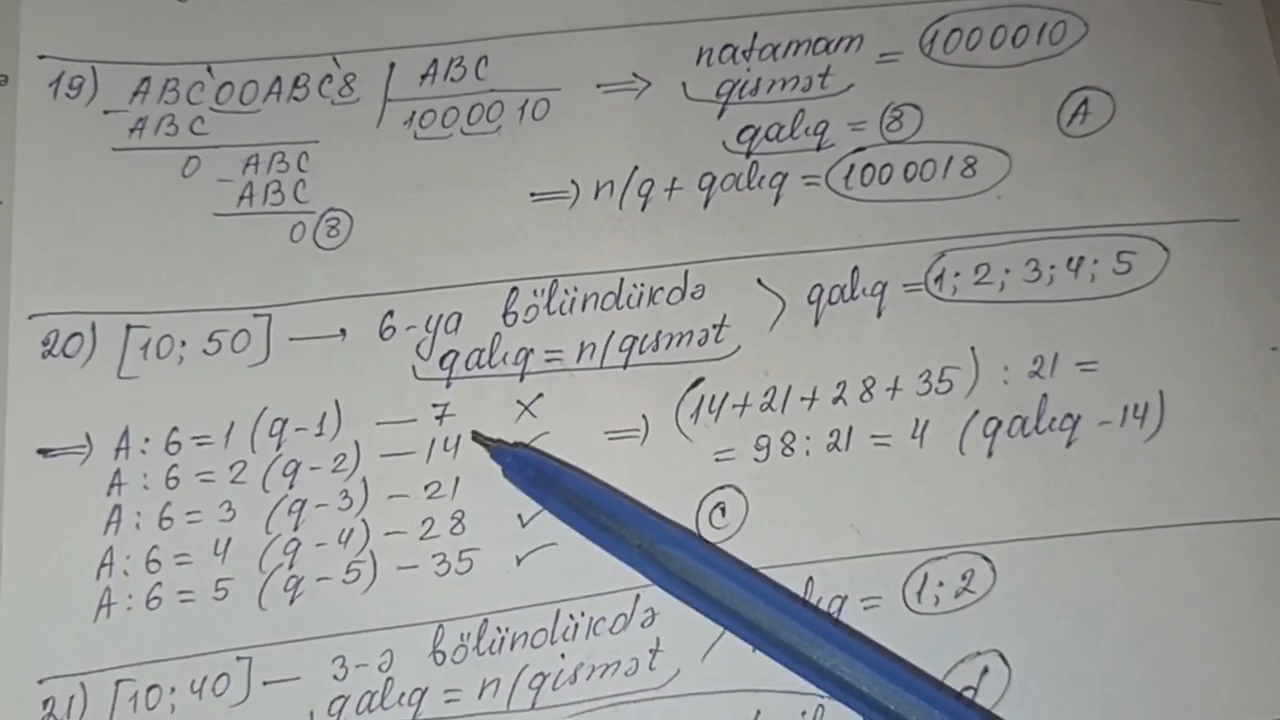 19) ABC00ABC8 | ABC ⟹ natamam qismət = 1000010
- ABC 1000010
0 - ABC qalıq = 8 A
ABC
0 8 ⟹ n/q + qalıq = 1000018
20) [10; 50] → 6-ya bölündükdə
qalıq = n/qismət > qalıq = 1; 2; 3; 4; 5
⟹ A : 6 = 1 (q-1) - 7 ×
A : 6 = 2 (q-2) - 14 ✓
A : 6 = 3 (q-3) - 21
A : 6 = 4 (q-4) - 28 ✓
A : 6 = 5 (q-5) - 35 ✓
⟹ (14+21+28+35) : 21 =
= 98 : 21 = 4 (qalıq - 14)
C
21) [10; 40] - 3-ə bölündükdə
qalıq = n/qismət = 1; 2
d